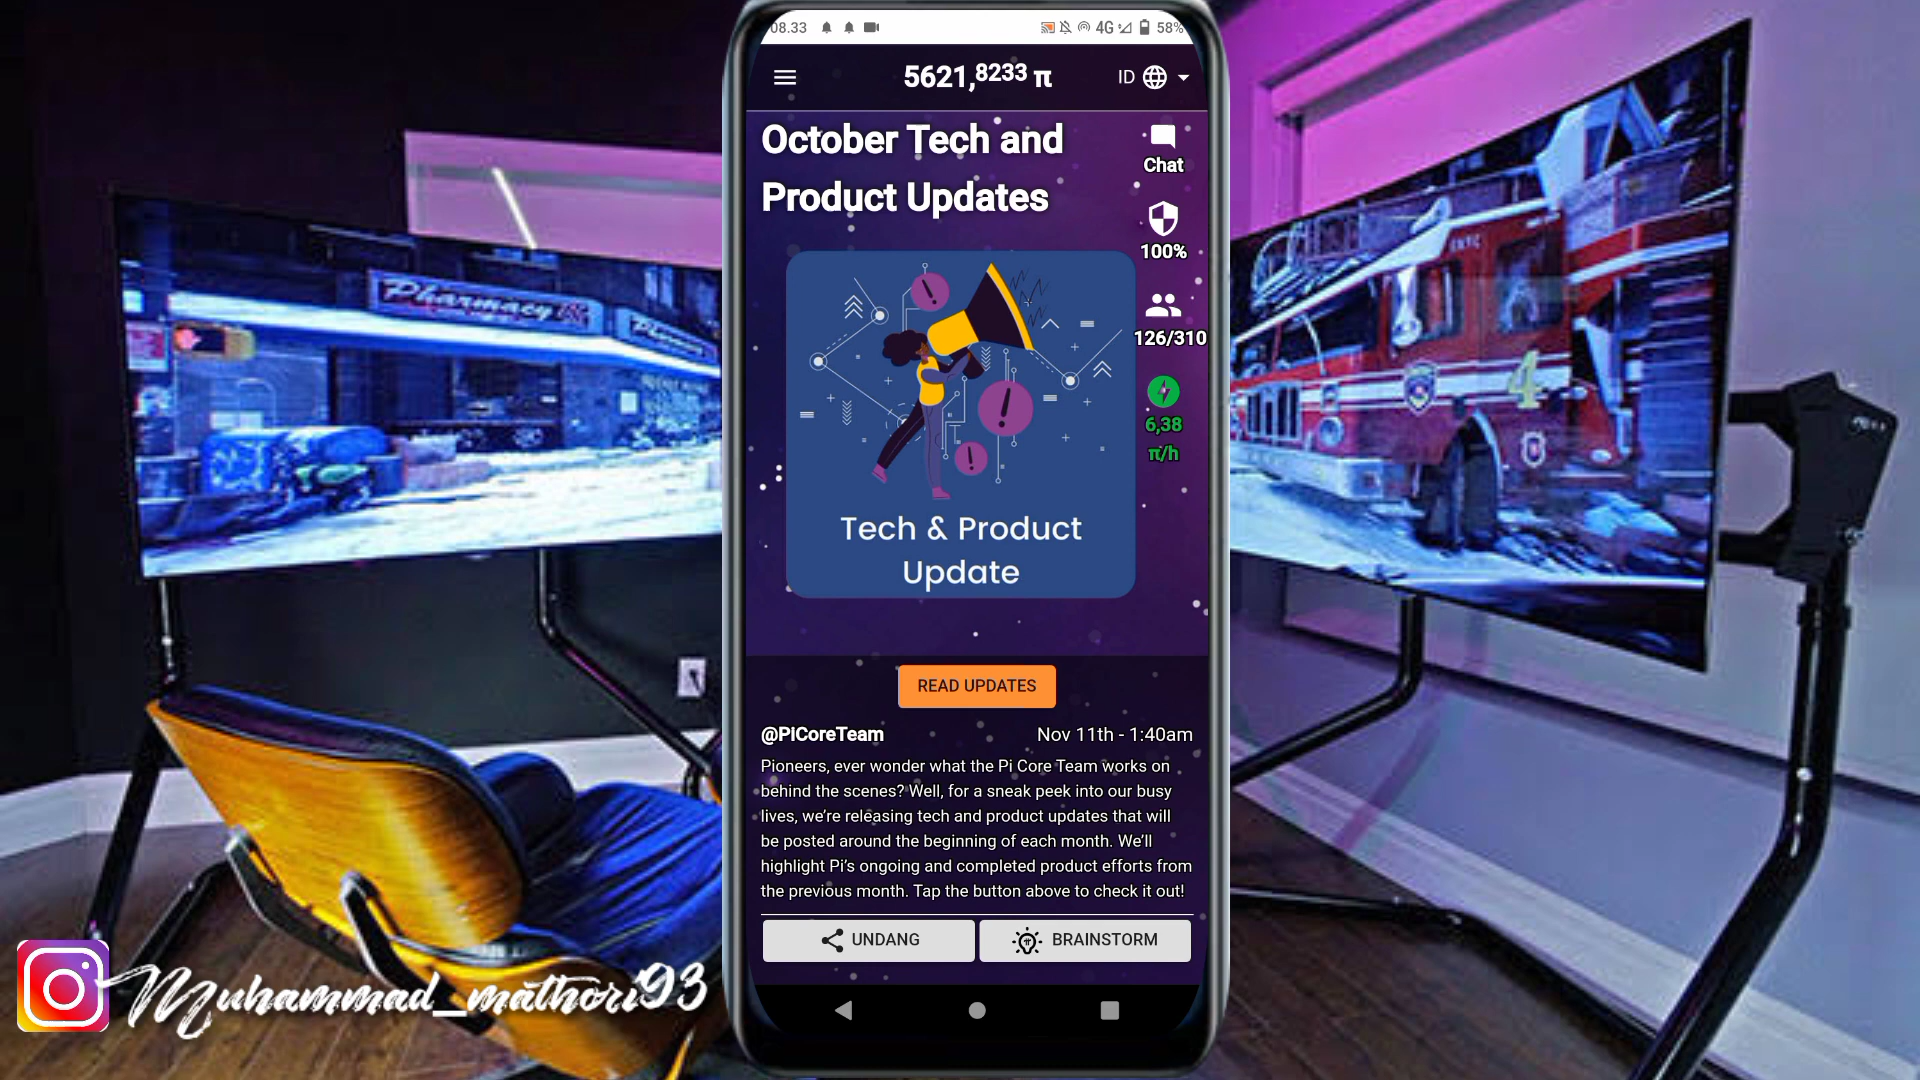 08.33
4G
58%
5621,8233 π
ID
October Tech and
Product Updates
Chat
100%
126/310
6,38
π/h
Tech & Product
Update
READ UPDATES
@PiCoreTeam
Nov 11th - 1:40am
Pioneers, ever wonder what the Pi Core Team works on
behind the scenes? Well, for a sneak peek into our busy
lives, we’re releasing tech and product updates that will
be posted around the beginning of each month. We’ll
highlight Pi’s ongoing and completed product efforts from
the previous month. Tap the button above to check it out!
UNDANG
BRAINSTORM
Pharmacy
4
Muhammad_mathori93